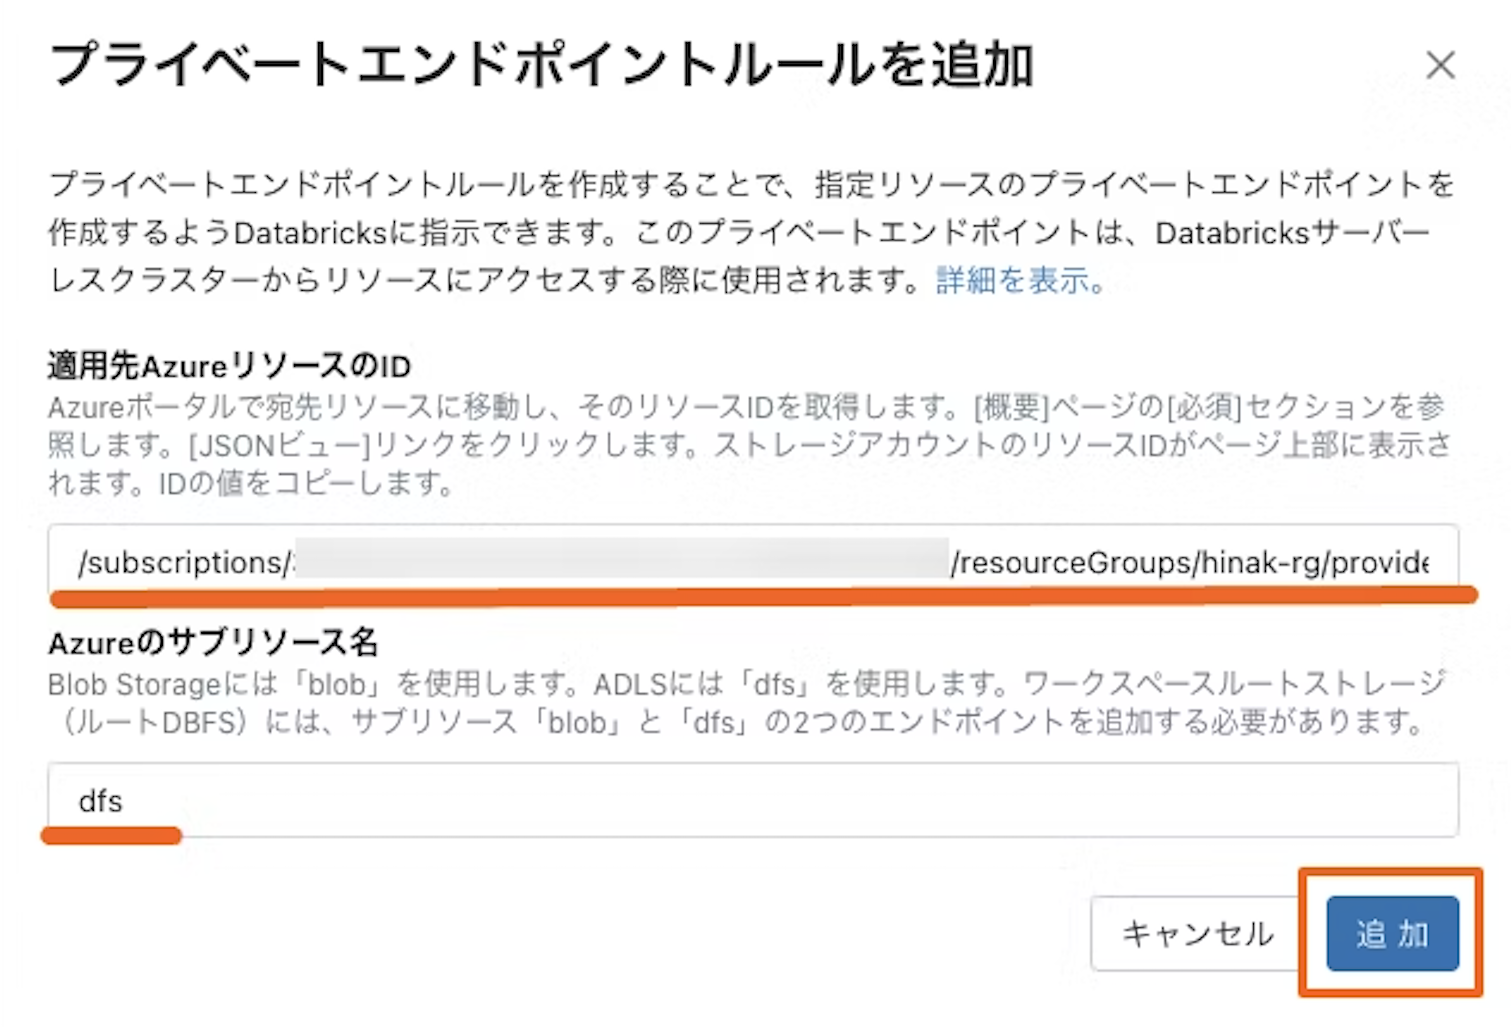 プライベートエンドポイントルールを追加
プライベートエンドポイントルールを作成することで、指定リソースのプライベートエンドポイントを
作成するようDatabricksに指示できます。このプライベートエンドポイントは、Databricksサーバー
レスクラスターからリソースにアクセスする際に使用されます。詳細を表示。
適用先AzureリソースのID
Azureポータルで宛先リソースに移動し、そのリソースIDを取得します。[概要]ページの[必須]セクションを参
照します。[JSONビュー]リンクをクリックします。ストレージアカウントのリソースIDがページ上部に表示さ
れます。IDの値をコピーします。
/subscriptions/ /resourceGroups/hinak-rg/provide
Azureのサブリソース名
Blob Storageには「blob」を使用します。ADLSには「dfs」を使用します。ワークスペースルートストレージ
（ルートDBFS）には、サブリソース「blob」と「dfs」の2つのエンドポイントを追加する必要があります。
dfs
キャンセル
追 加